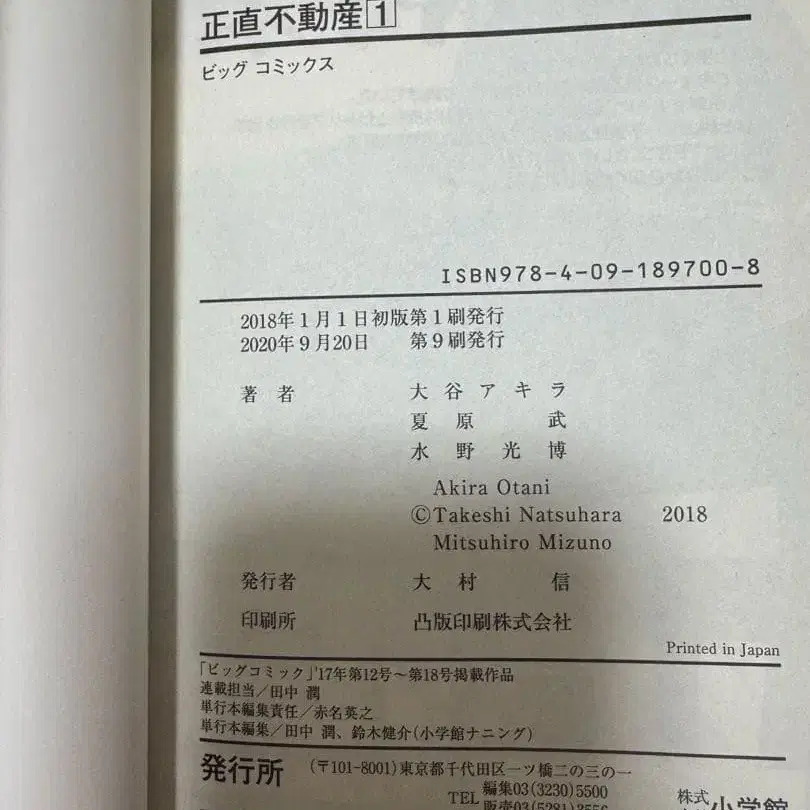 正直不動産 1
ビッグ コミックス
ISBN978-4-09-189700-8
2018年1月1日初版第1刷発行
2020年9月20日 第9刷発行
著者 大谷アキラ
夏原武
水野光博
Akira Otani
©Takeshi Natsuhara 2018
Mitsuhiro Mizuno
発行者 大村信
印刷所 凸版印刷株式会社
Printed in Japan
「ビッグコミック」'17年第12号〜第18号掲載作品
連載担当/田中 潤
単行本編集責任/赤名英之
単行本編集/田中 潤、鈴木健介(小学館ナニング)
発行所 (〒101-8001)東京都千代田区一ツ橋二の三の一
TEL 編集03(3230)5500
販売03(5281)3556
株式
小学館